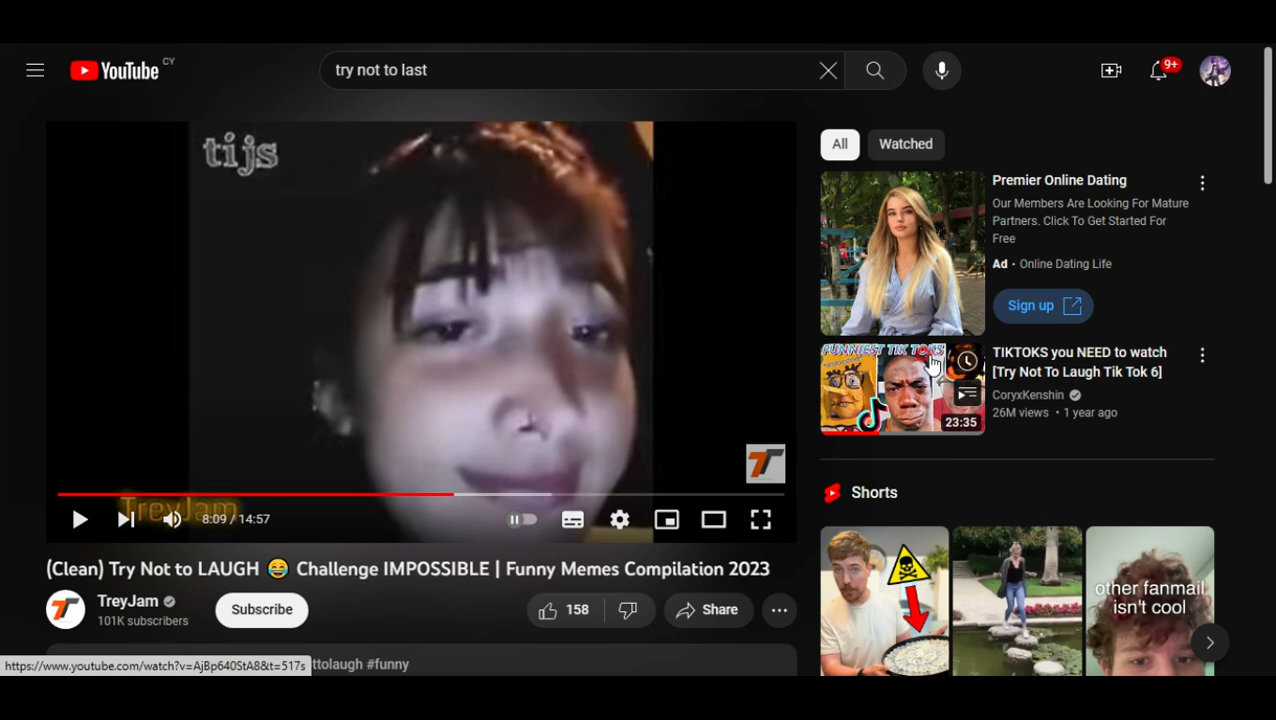 YouTube CY
try not to last
9+
tijs
TreyJam
8:09 / 14:57
(Clean) Try Not to LAUGH 😂 Challenge IMPOSSIBLE | Funny Memes Compilation 2023
TreyJam
101K subscribers
Subscribe
158
Share
https://www.youtube.com/watch?v=AjBp640StA8&t=517s
ttolaugh #funny
All
Watched
Premier Online Dating
Our Members Are Looking For Mature
Partners. Click To Get Started For
Free
Ad · Online Dating Life
Sign up
FUNNIEST TIK TOKS
23:35
TIKTOKS you NEED to watch
[Try Not To Laugh Tik Tok 6]
CoryxKenshin
26M views · 1 year ago
Shorts
other fanmail
isn't cool